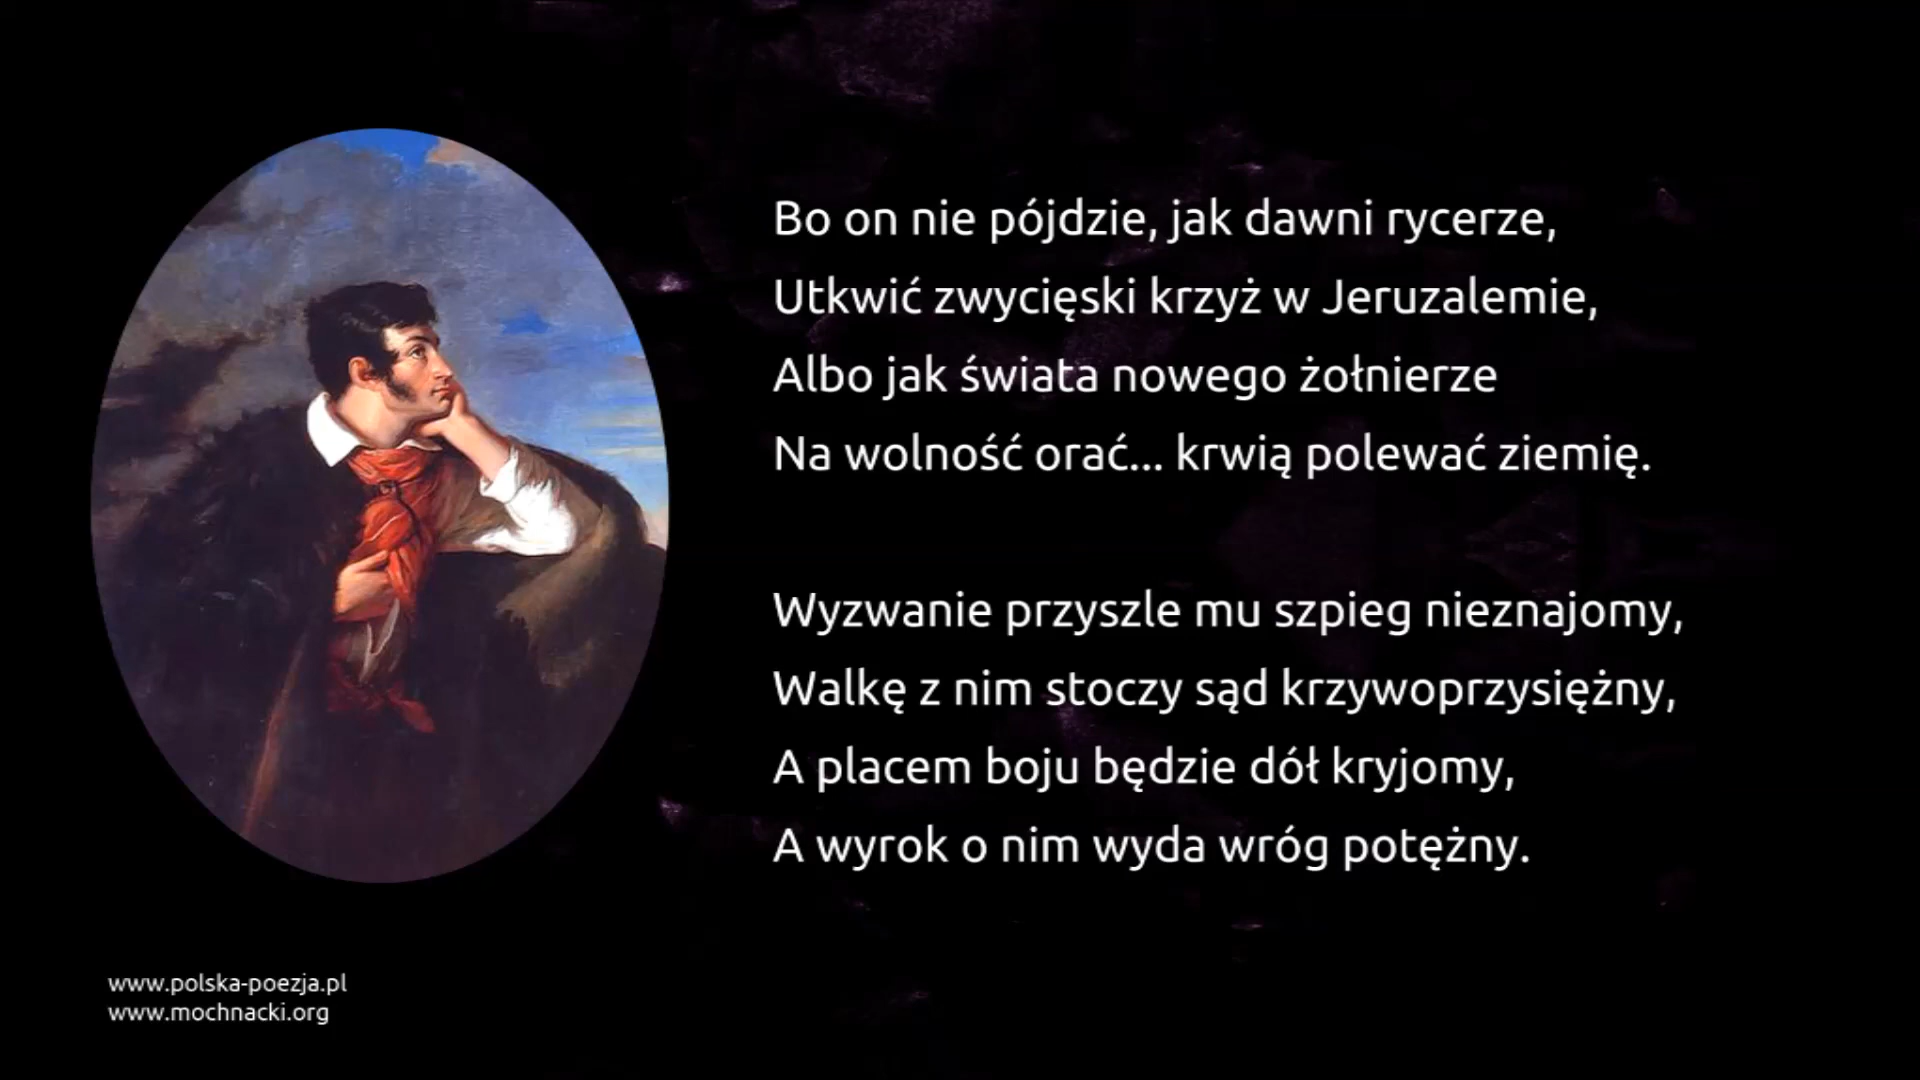 Bo on nie pójdzie, jak dawni rycerze,
Utkwić zwycięski krzyż w Jeruzalemie,
Albo jak świata nowego żołnierze
Na wolność orać... krwią polewać ziemię.
Wyzwanie przyszle mu szpieg nieznajomy,
Walkę z nim stoczy sąd krzywoprzysiężny,
A placem boju będzie dół kryjomy,
A wyrok o nim wyda wróg potężny.
www.polska-poezja.pl
www.mochnacki.org